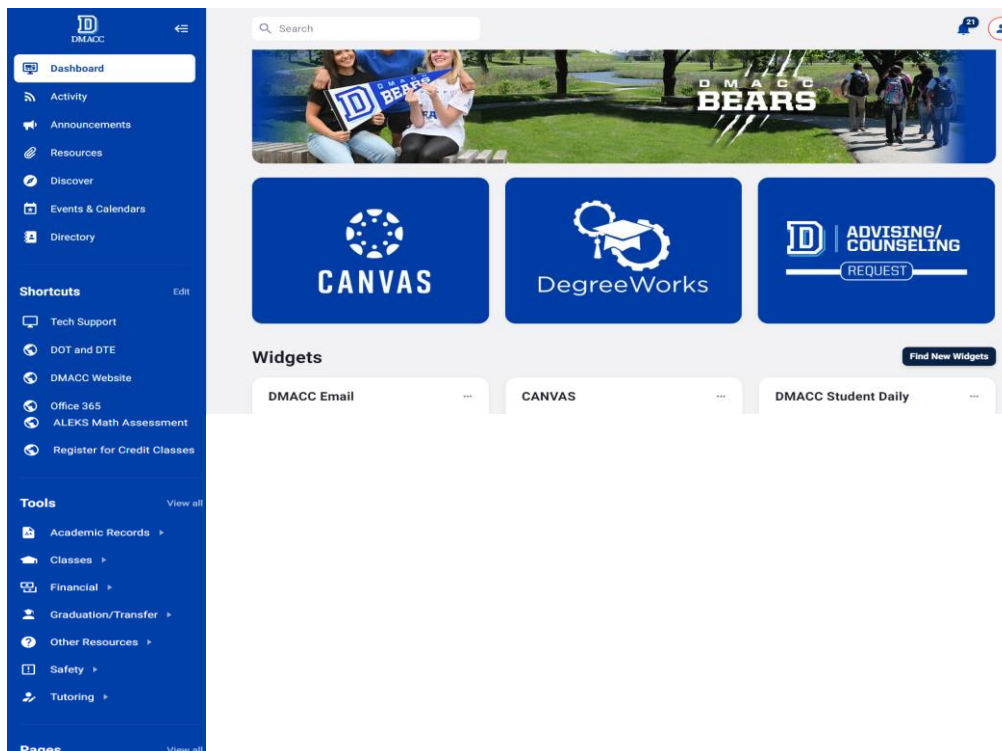 D
DMACC
Dashboard
Activity
Announcements
Resources
Discover
Events & Calendars
Directory
Shortcuts Edit
Tech Support
DOT and DTE
DMACC Website
Office 365
ALEKS Math Assessment
Register for Credit Classes
Tools View all
Academic Records
Classes
Financial
Graduation/Transfer
Other Resources
Safety
Tutoring
Pages View all
Search
21
D BEARS
DMACC
BEARS
CANVAS
DegreeWorks
D ADVISING/
COUNSELING
REQUEST
Widgets
Find New Widgets
DMACC Email
CANVAS
DMACC Student Daily